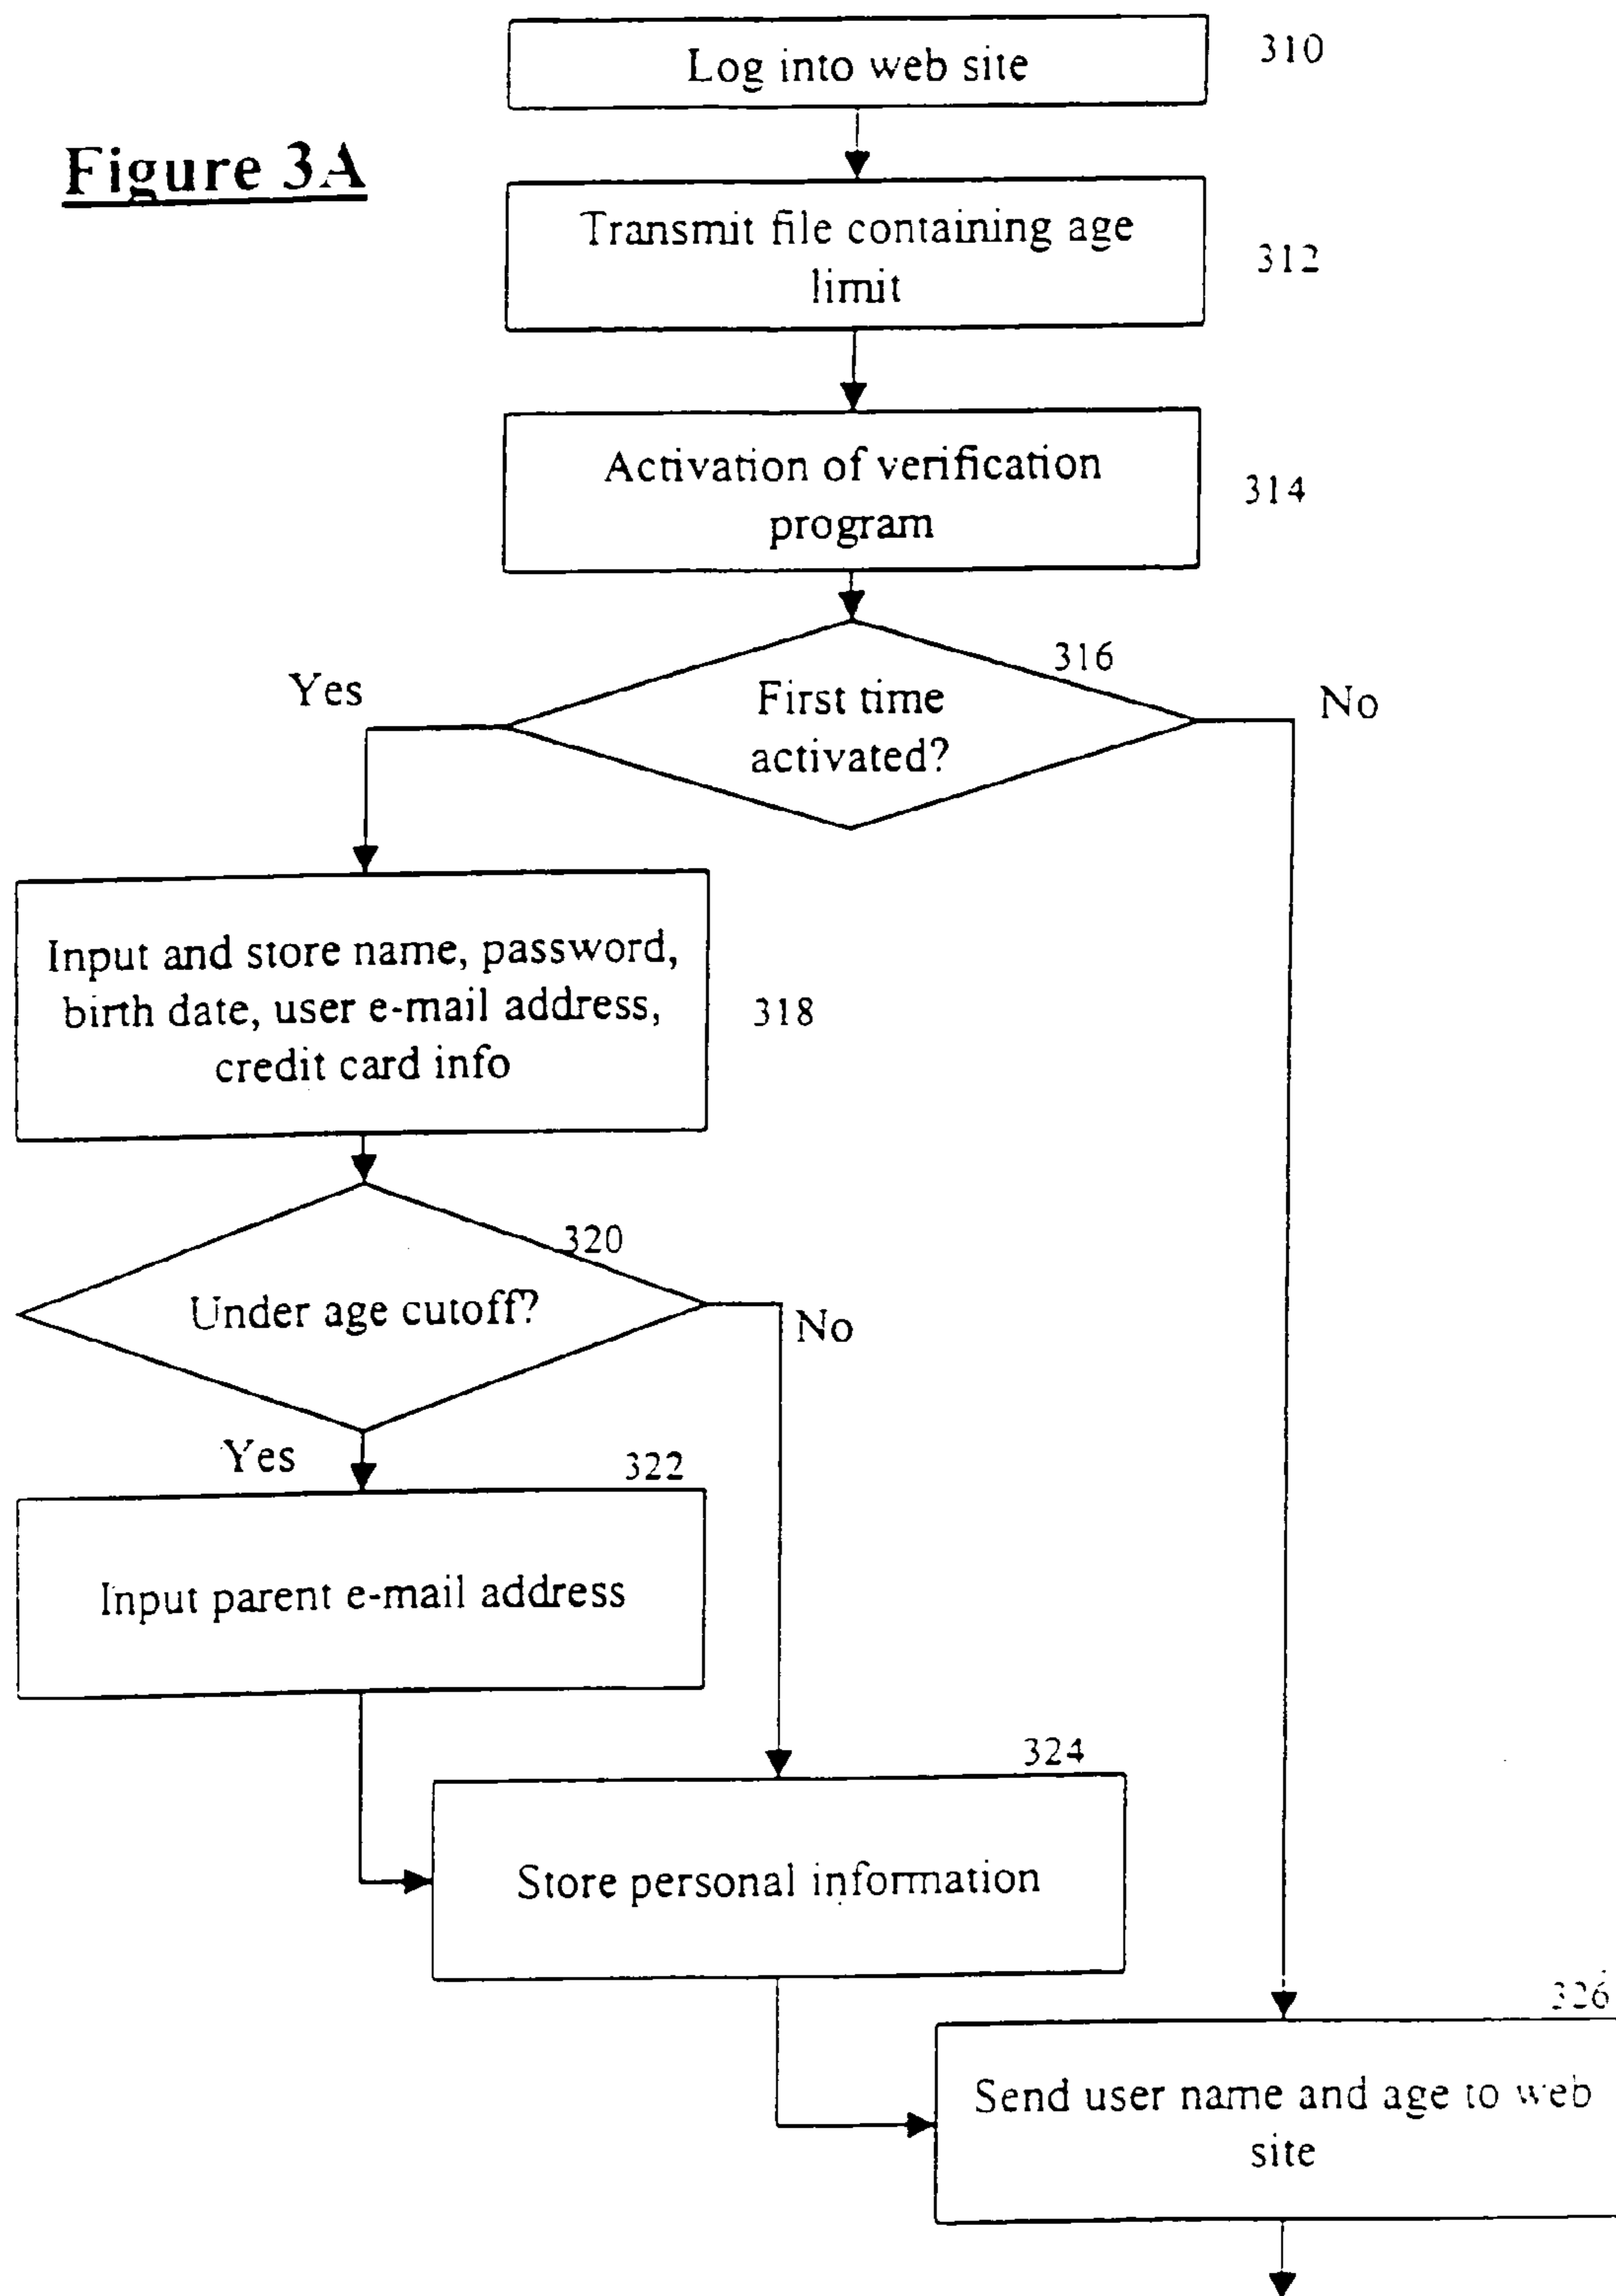 Figure 3A
Log into web site
310
Transmit file containing age
limit
312
Activation of verification
program
314
316
Yes
First time
activated?
No
Input and store name, password,
birth date, user e-mail address,
credit card info
318
320
Under age cutoff?
No
Yes
322
Input parent e-mail address
324
Store personal information
326
Send user name and age to web
site